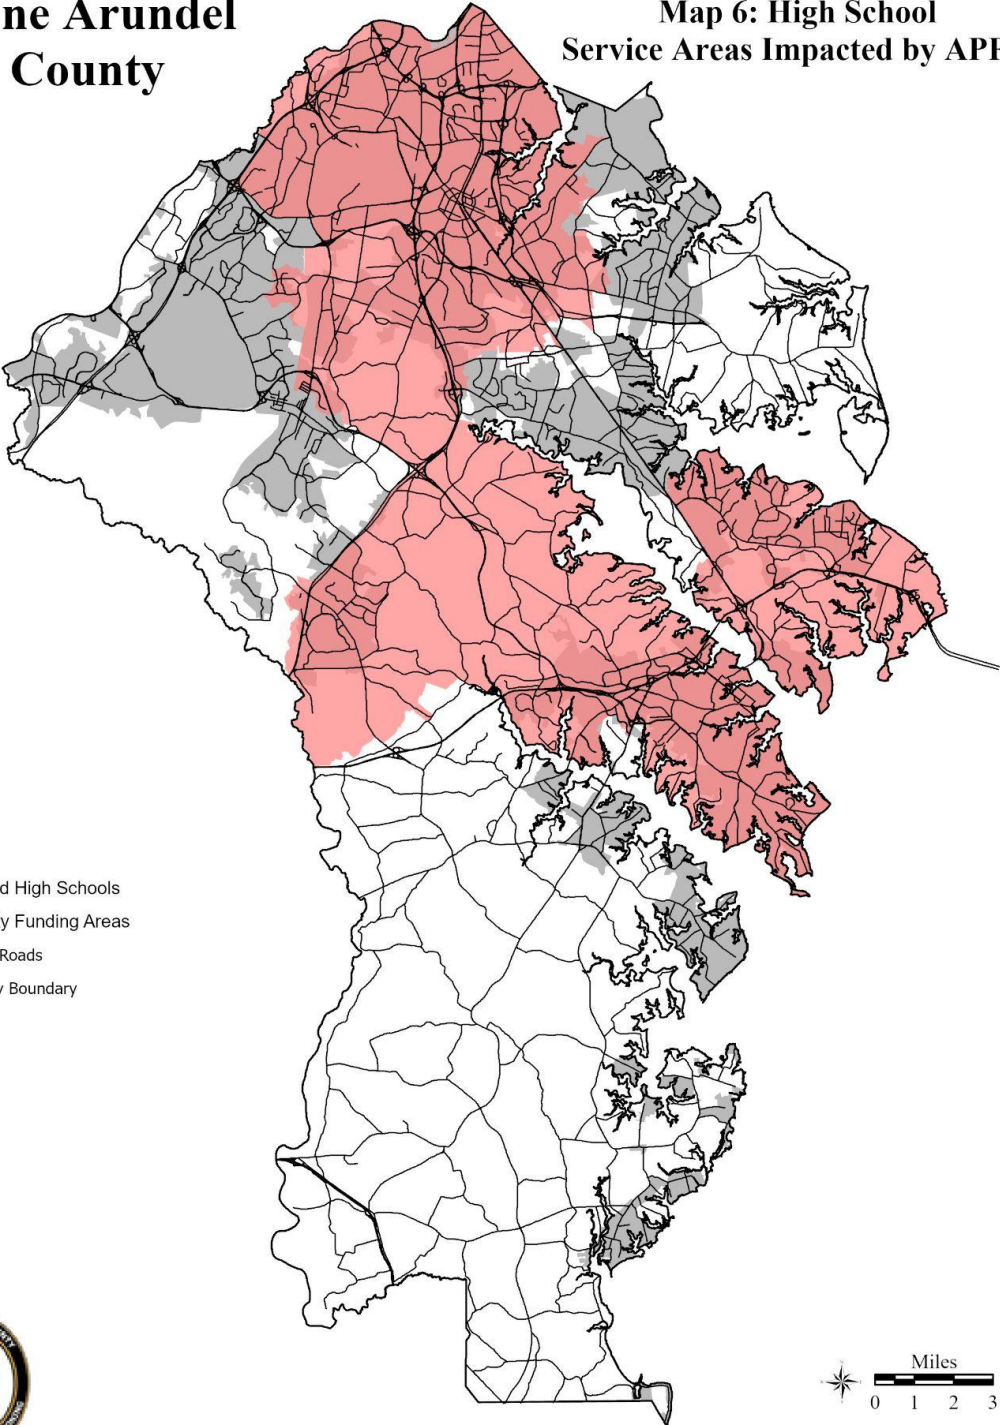 ne Arundel
County
Map 6: High School
Service Areas Impacted by APF
d High Schools
y Funding Areas
Roads
y Boundary
Miles
0 1 2 3